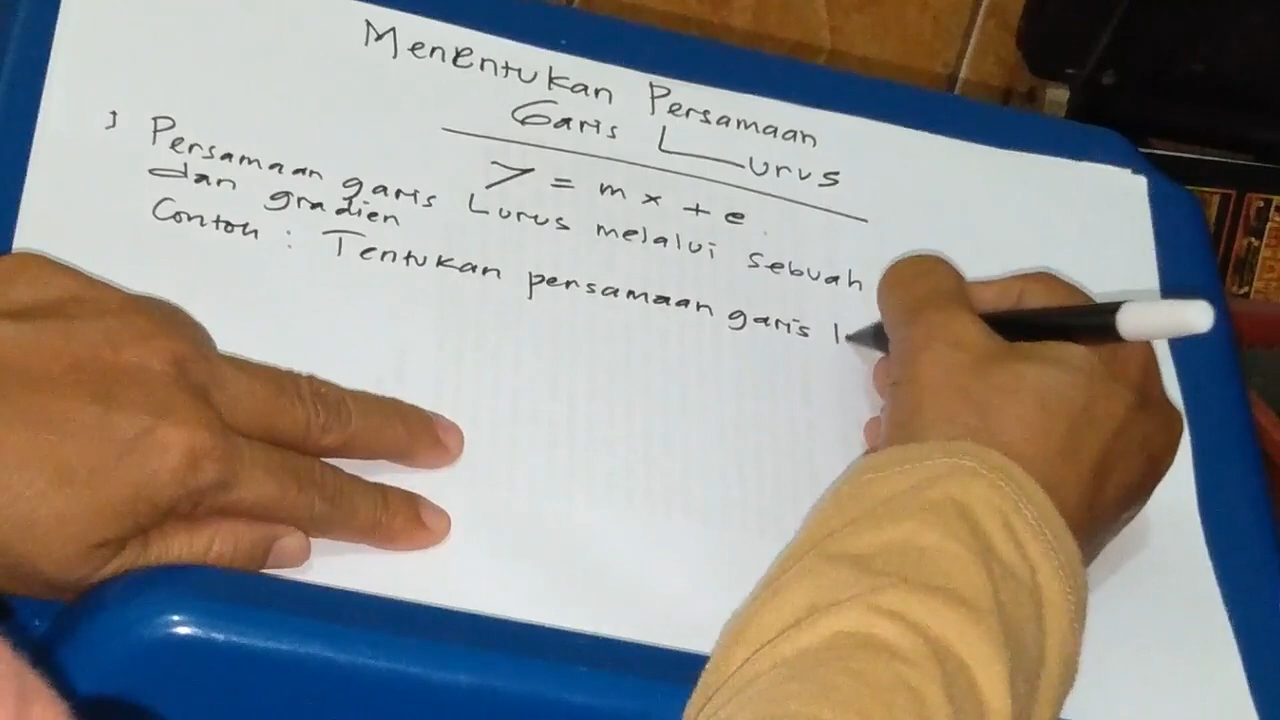 Menentukan Persamaan
Garis Lurus
y = mx + e
1 Persamaan garis Lurus melalui sebuah
dan gradien
Contoh : Tentukan persamaan garis l